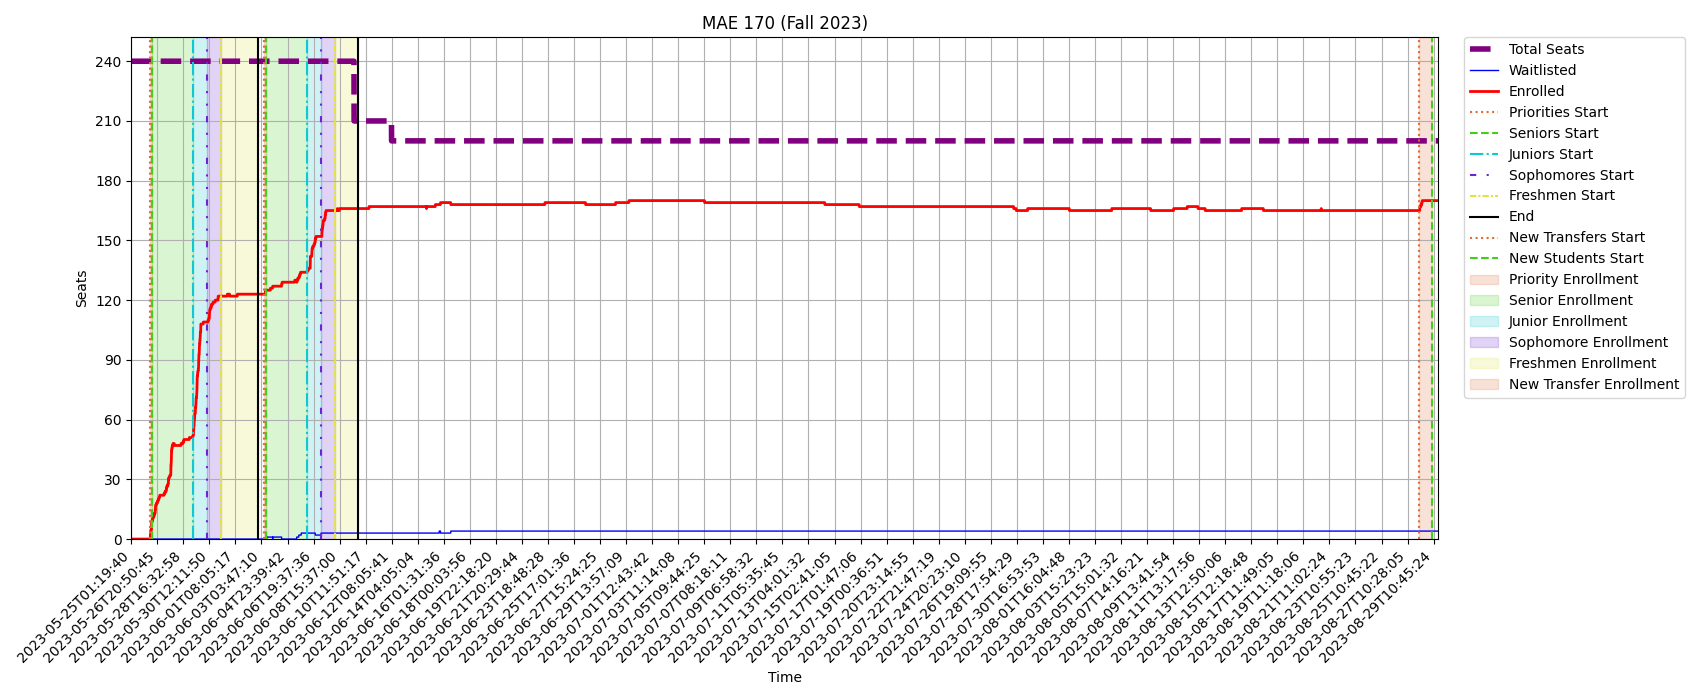 MAE 170 (Fall 2023)
Seats
240
210
180
150
120
90
60
30
0
2023-05-25T01:19:40
2023-05-26T20:50:45
2023-05-28T16:32:58
2023-05-30T12:11:50
2023-06-01T08:05:17
2023-06-03T03:47:10
2023-06-04T23:39:42
2023-06-06T19:37:36
2023-06-08T15:37:00
2023-06-10T11:51:17
2023-06-12T08:05:41
2023-06-14T04:05:04
2023-06-16T01:31:36
2023-06-18T00:03:56
2023-06-19T22:18:20
2023-06-21T20:29:44
2023-06-23T18:48:28
2023-06-25T17:01:36
2023-06-27T15:24:25
2023-06-29T13:57:09
2023-07-01T12:43:42
2023-07-03T11:14:08
2023-07-05T09:44:25
2023-07-07T08:18:11
2023-07-09T06:58:32
2023-07-11T05:35:45
2023-07-13T04:01:32
2023-07-15T02:41:05
2023-07-17T01:47:06
2023-07-19T00:36:51
2023-07-20T23:14:55
2023-07-22T21:47:19
2023-07-24T20:23:10
2023-07-26T19:09:55
2023-07-28T17:54:29
2023-07-30T16:53:53
2023-08-01T16:04:48
2023-08-03T15:23:23
2023-08-05T15:01:32
2023-08-07T14:16:21
2023-08-09T13:41:54
2023-08-11T13:17:56
2023-08-13T12:50:06
2023-08-15T12:18:48
2023-08-17T11:49:05
2023-08-19T11:18:06
2023-08-21T11:02:24
2023-08-23T10:55:23
2023-08-25T10:45:22
2023-08-27T10:28:05
2023-08-29T10:45:24
Time
Total Seats
Waitlisted
Enrolled
Priorities Start
Seniors Start
Juniors Start
Sophomores Start
Freshmen Start
End
New Transfers Start
New Students Start
Priority Enrollment
Senior Enrollment
Junior Enrollment
Sophomore Enrollment
Freshmen Enrollment
New Transfer Enrollment